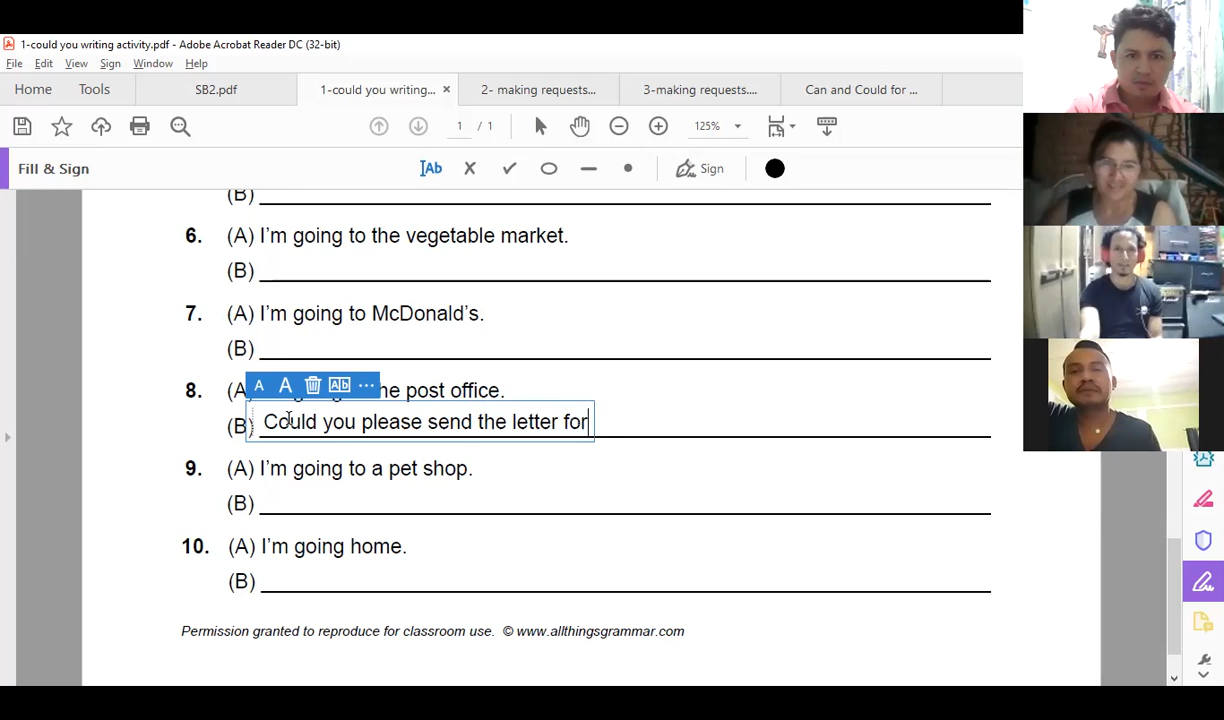 1-could you writing activity.pdf - Adobe Acrobat Reader DC (32-bit)
File Edit View Sign Window Help
Home Tools SB2.pdf 1-could you writing... × 2- making requests... 3-making requests.... Can and Could for ...
1 / 1 125%
Fill & Sign Ab Sign
(B)
6. (A) I'm going to the vegetable market.
(B)
7. (A) I'm going to McDonald's.
(B)
A A Ab ...
8. (A) the post office.
(B) Could you please send the letter for
9. (A) I'm going to a pet shop.
(B)
10. (A) I'm going home.
(B)
Permission granted to reproduce for classroom use. © www.allthingsgrammar.com